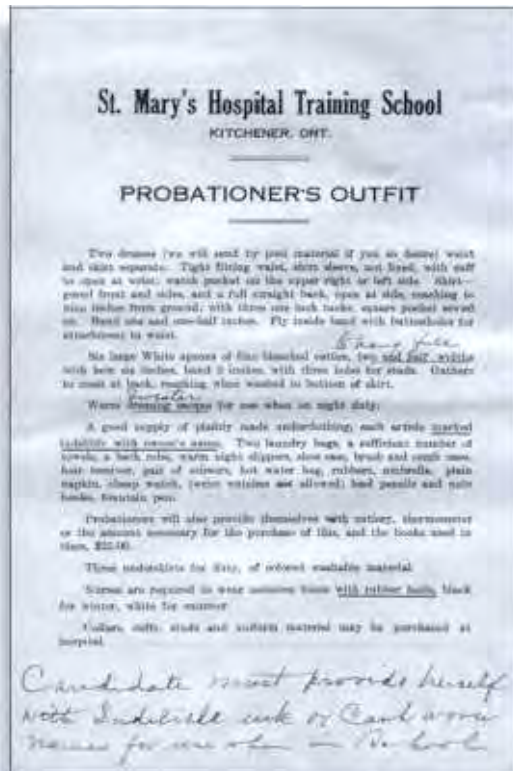 St. Mary's Hospital Training School
KITCHENER, ONT.
PROBATIONER'S OUTFIT
Two dresses (we will send by post material if you so desire) waist
and skirt separate. Tight fitting waist, short sleeve, not lined, with cuff
to open at wrist; watch pocket on the upper right or left side. Skirt—
gored front and sides, and a full straight back, open at side, reaching to
nine inches from ground, with three one inch tucks, square pocket sewed
on. Band one and one-half inches. Fly inside band with buttonholes for
attachment to waist.
Six large White aprons of fine bleached cotton, two and half widths
with hem six inches, band 2 inches, with three holes for studs. Gathers
to meet at back, reaching when washed to bottom of skirt.
Sweater
Warm dressing for use when on night duty.
A good supply of plainly made underclothing, each article marked
indelibly with owner's name. Two laundry bags, a sufficient number of
towels, a bath robe, warm night slippers, shoe case, brush and comb case,
hair receiver, pair of scissors, hot water bag, rubbers, umbrella, plain
napkin, cheap watch, (wrist watches not allowed) lead pencils and note
books, fountain pen.
Probationers will also provide themselves with cutlery, thermometer
or the amount necessary for the purchase of this, and the books used in
class, $25.00.
Three underskirts for duty, of colored washable material.
Nurses are required to wear noiseless boots with rubber heels, black
for winter, white for summer.
Collars, cuffs, studs and uniform material may be purchased at
hospital.
Candidate must provide herself
with Indelible ink or Cash's woven
names for use when in School